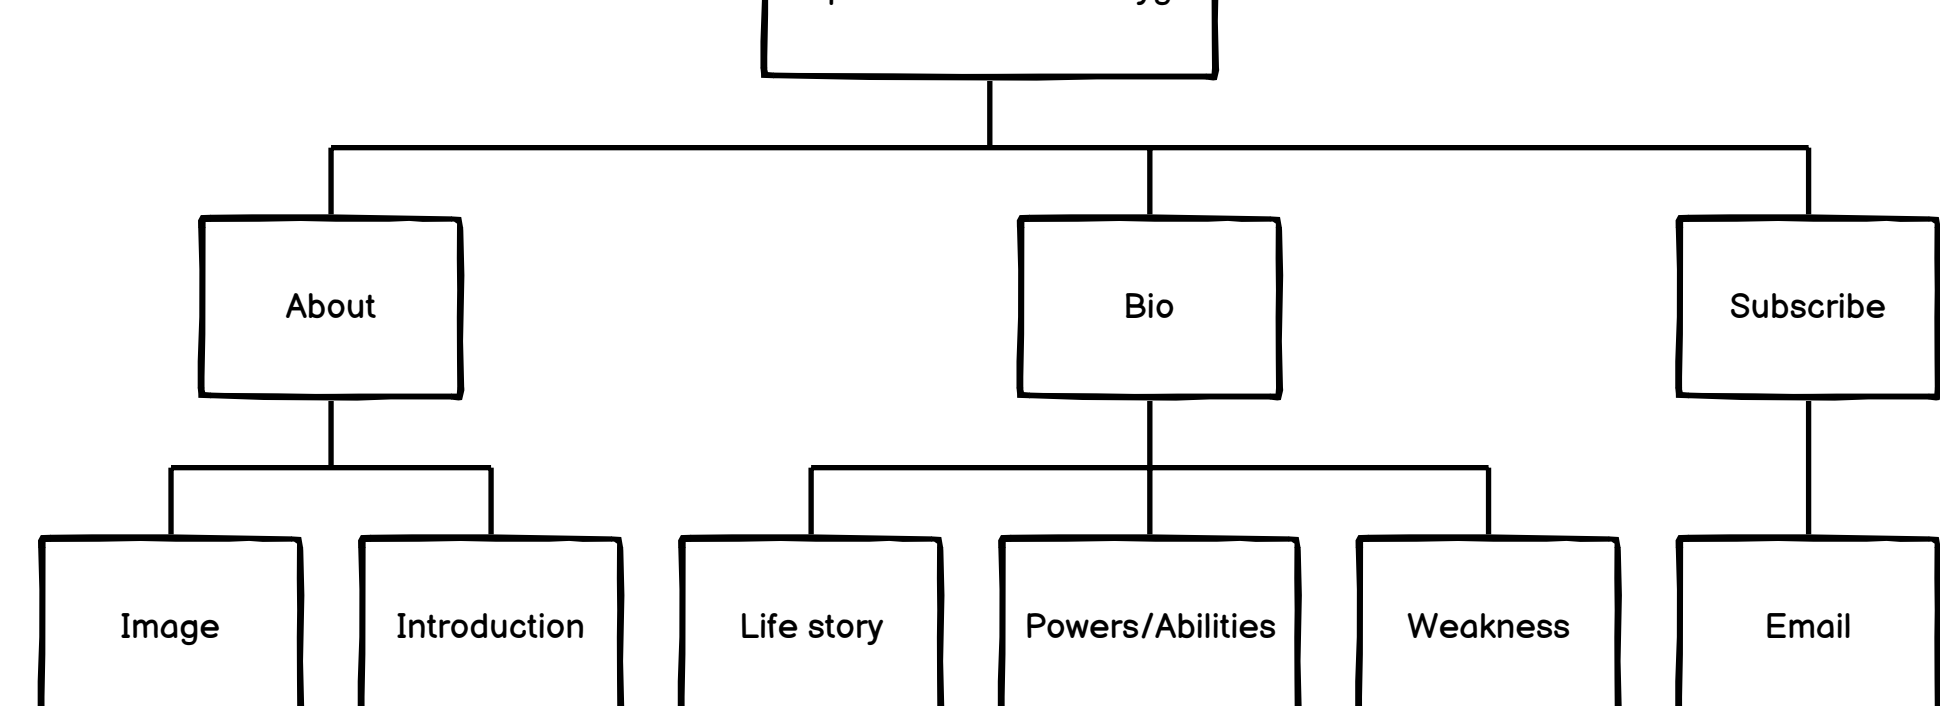 About
Bio
Subscribe
Image
Introduction
Life story
Powers/Abilities
Weakness
Email